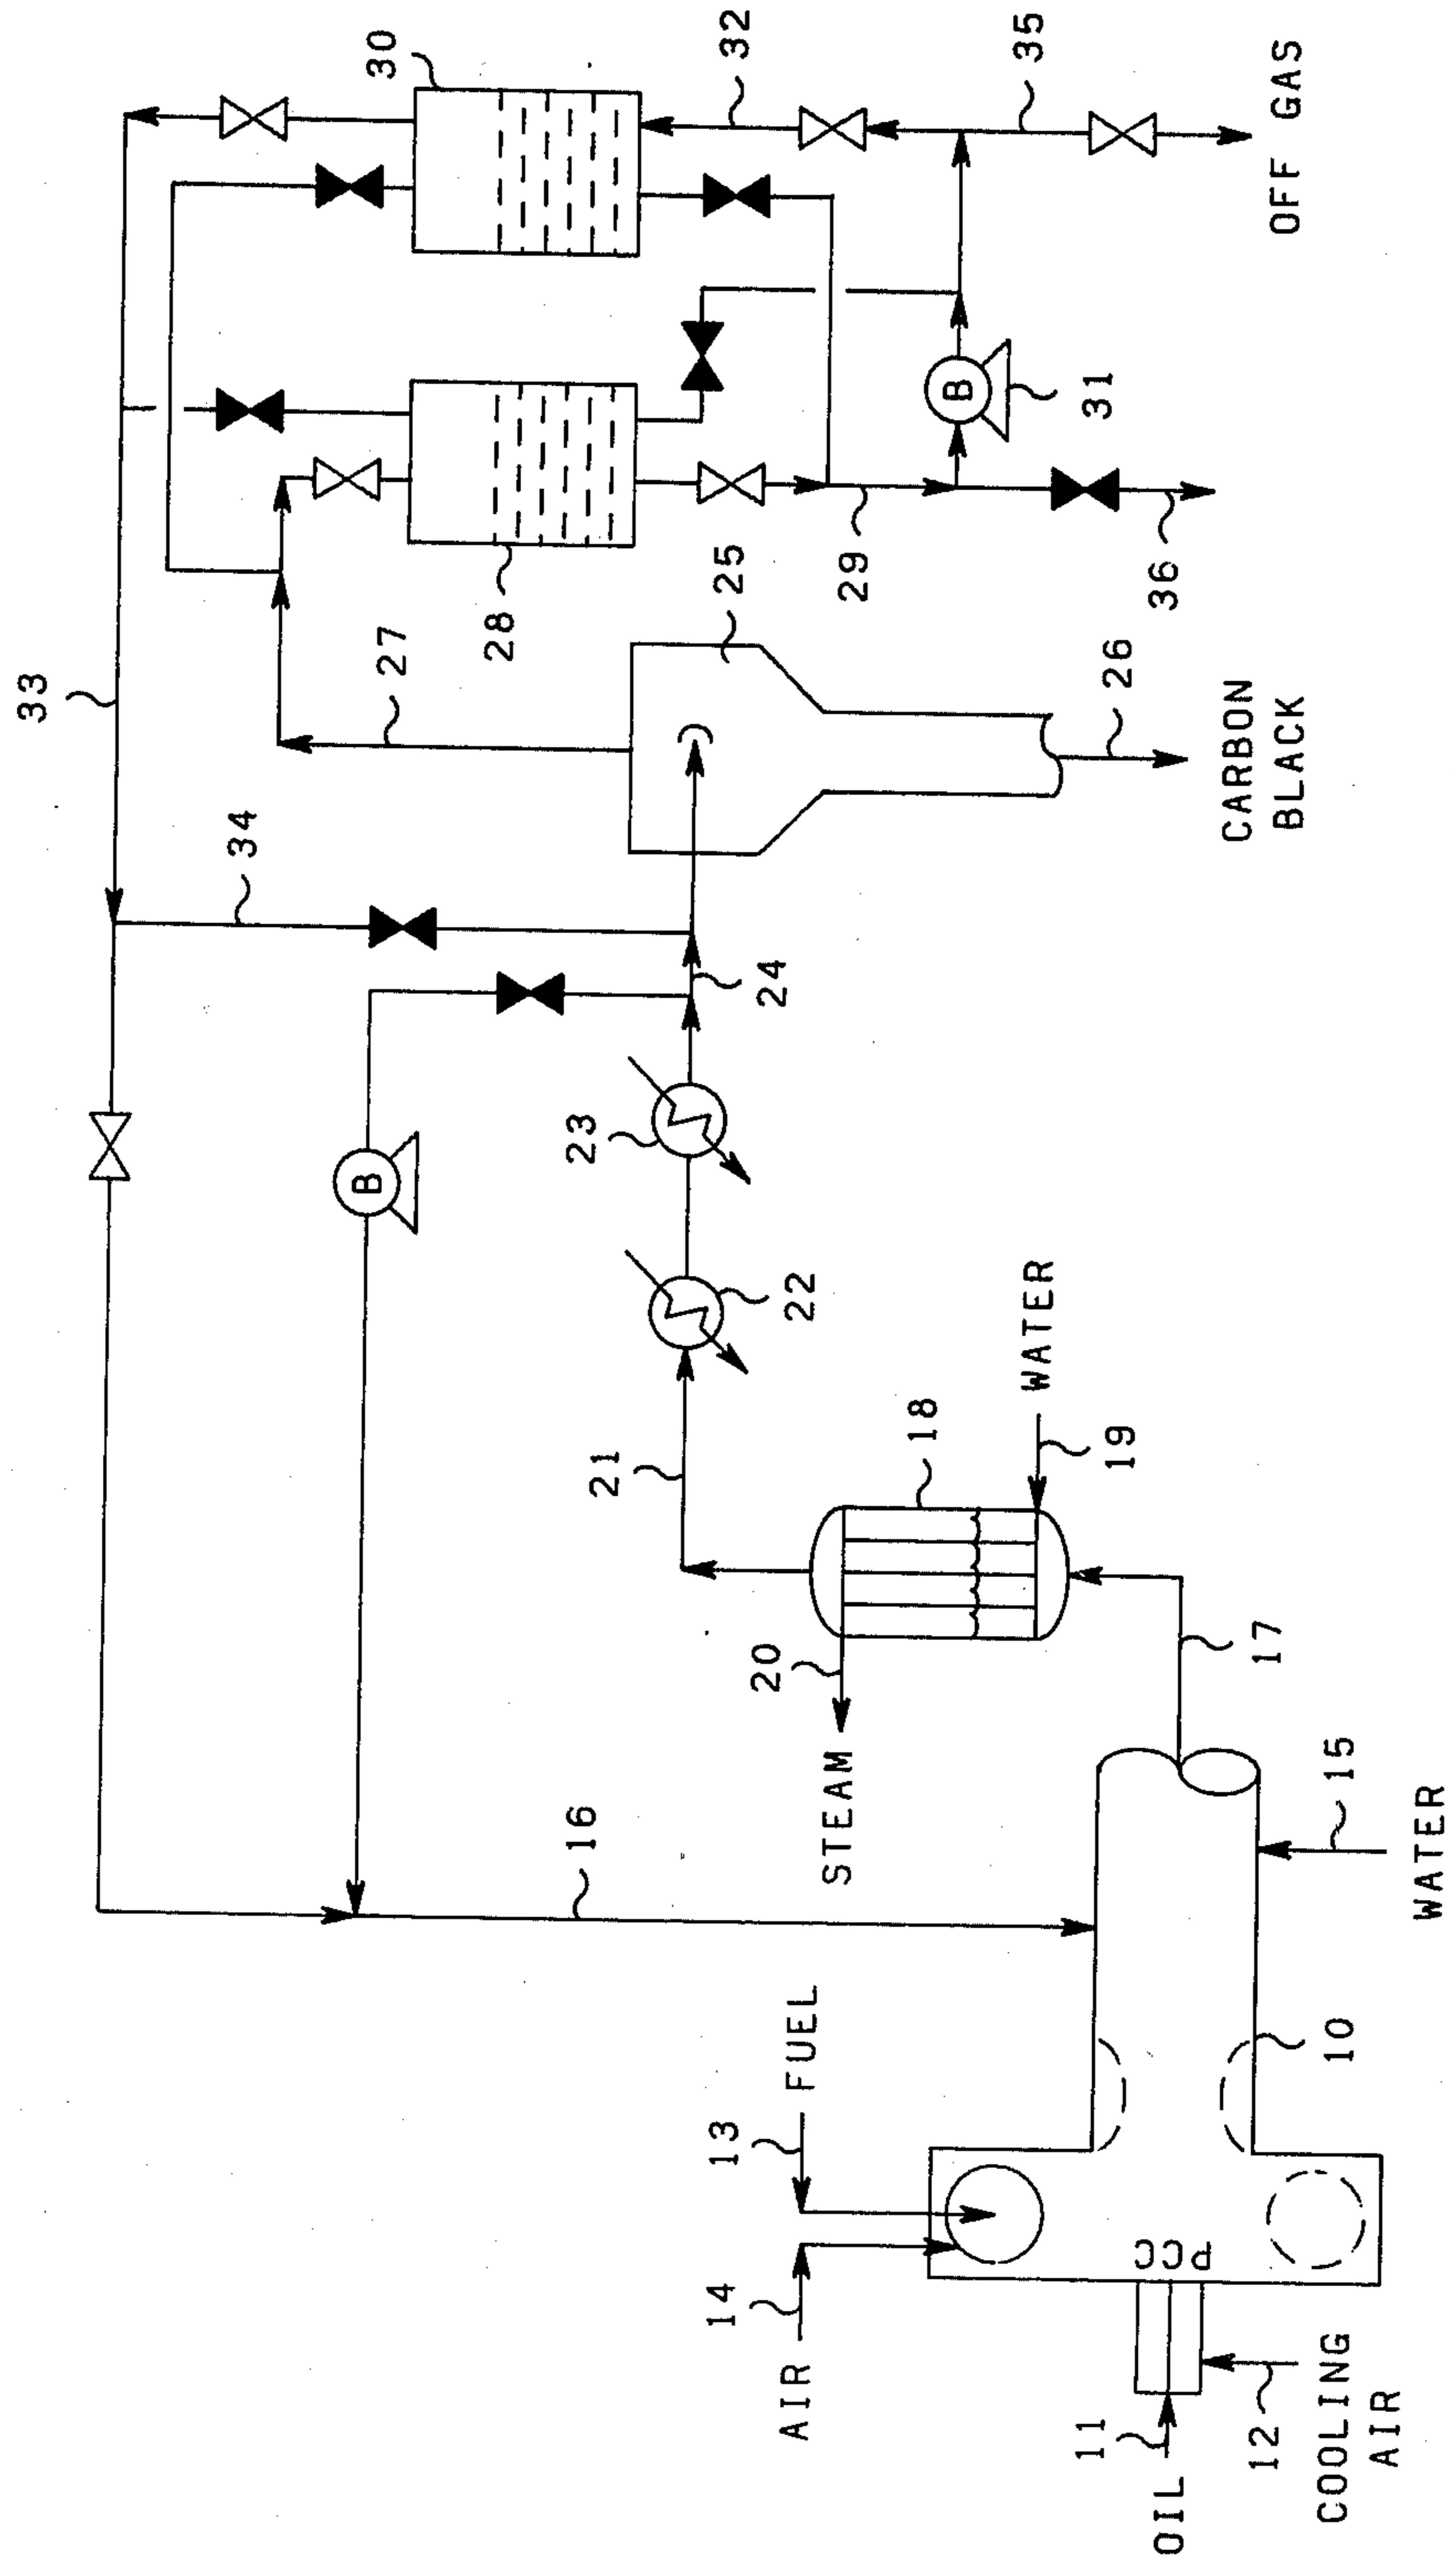 33
34
B
30
27
28
16
23
21
14
13
25
32
20
24
AIR
FUEL
22
STEAM
29
18
B
WATER
35
11
31
19
26
OIL
PCC
36
12
17
CARBON
BLACK
OFF GAS
COOLING
AIR
10
15
WATER